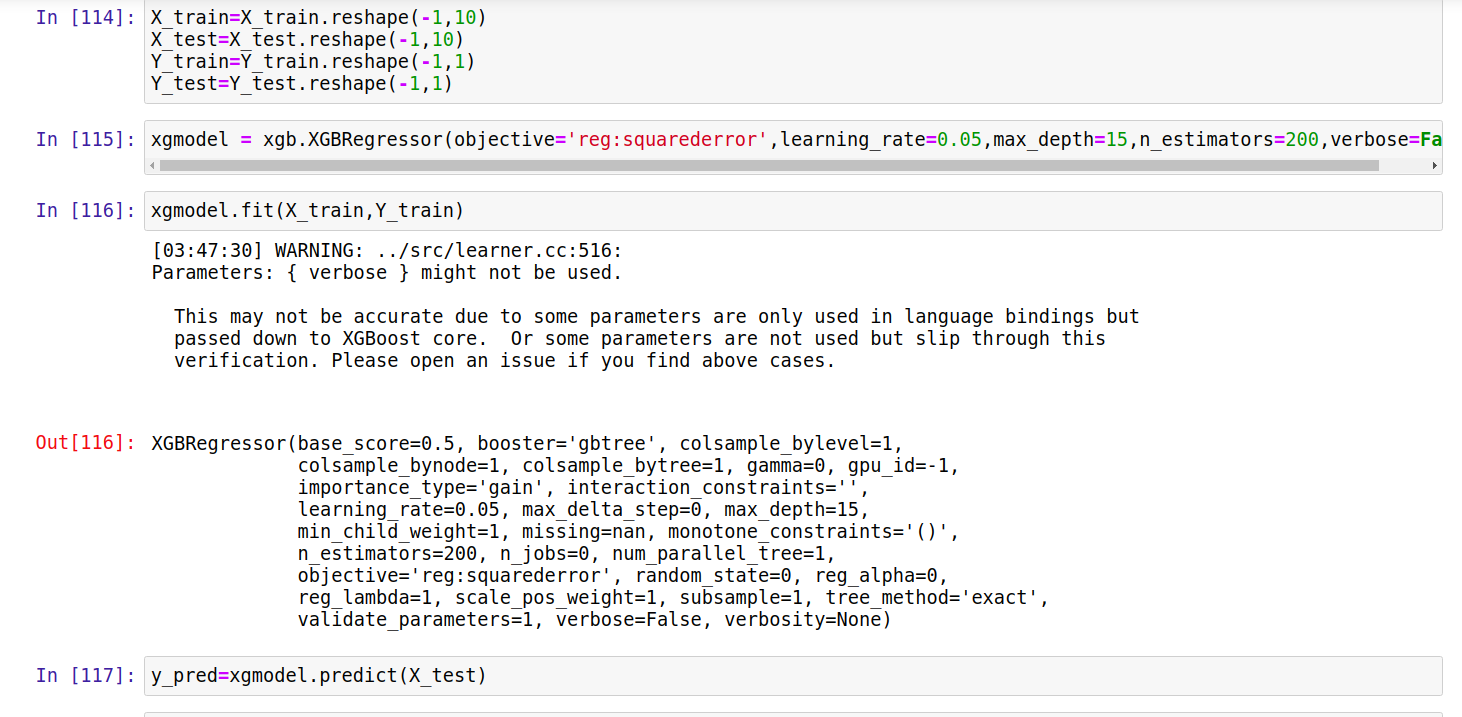 In [114]: X_train=X_train.reshape(-1,10)
X_test=X_test.reshape(-1,10)
Y_train=Y_train.reshape(-1,1)
Y_test=Y_test.reshape(-1,1)
In [115]: xgmodel = xgb.XGBRegressor(objective='reg:squarederror',learning_rate=0.05,max_depth=15,n_estimators=200,verbose=Fa
In [116]: xgmodel.fit(X_train,Y_train)
[03:47:30] WARNING: ../src/learner.cc:516:
Parameters: { verbose } might not be used.
This may not be accurate due to some parameters are only used in language bindings but
passed down to XGBoost core.  Or some parameters are not used but slip through this
verification. Please open an issue if you find above cases.
Out[116]: XGBRegressor(base_score=0.5, booster='gbtree', colsample_bylevel=1,
colsample_bynode=1, colsample_bytree=1, gamma=0, gpu_id=-1,
importance_type='gain', interaction_constraints='',
learning_rate=0.05, max_delta_step=0, max_depth=15,
min_child_weight=1, missing=nan, monotone_constraints='()',
n_estimators=200, n_jobs=0, num_parallel_tree=1,
objective='reg:squarederror', random_state=0, reg_alpha=0,
reg_lambda=1, scale_pos_weight=1, subsample=1, tree_method='exact',
validate_parameters=1, verbose=False, verbosity=None)
In [117]: y_pred=xgmodel.predict(X_test)